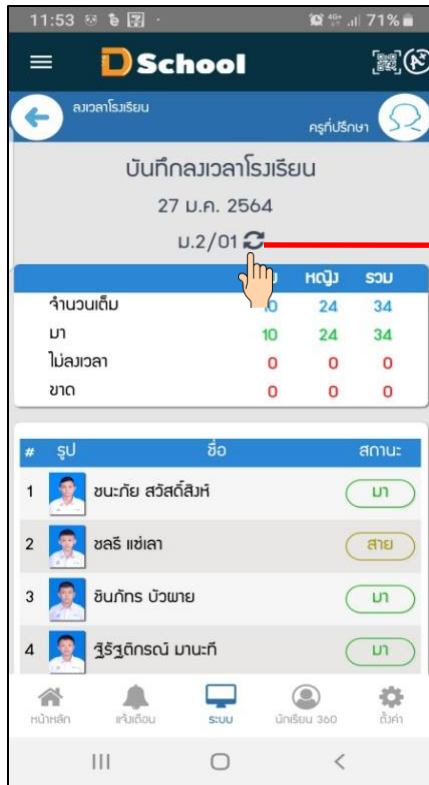 11:53 71%
DSchool
ลงเวลาโรงเรียน
ครูที่ปรึกษา
บันทึกลงเวลาโรงเรียน
27 ม.ค. 2564
ม.2/01
หญิง รวม
จำนวนเต็ม 10 24 34
มา 10 24 34
ไม่ลงเวลา 0 0 0
ขาด 0 0 0
# รูป ชื่อ สถานะ
1 ชนะภัย สวัสดิ์สิงห์ มา
2 ชลธี แซ่เลา สาย
3 ชินภัทร บัวผาย มา
4 ฐิรัฐติกรณ์ มานะที มา
หน้าหลัก แจ้งเตือน ระบบ นักเรียน 360 ตั้งค่า